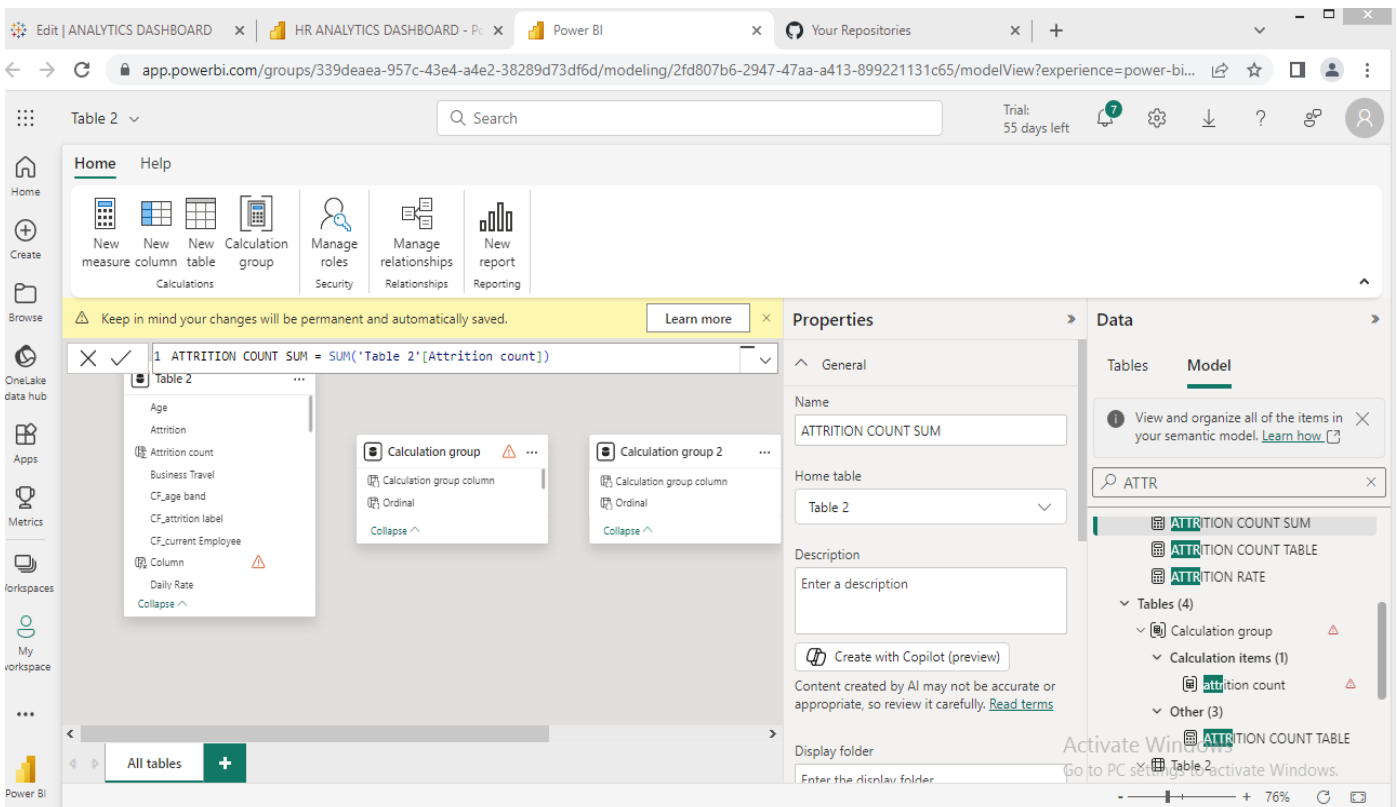 Edit | ANALYTICS DASHBOARD
HR ANALYTICS DASHBOARD - Po
Power BI
Your Repositories
app.powerbi.com/groups/339deaea-957c-43e4-a4e2-38289d73df6d/modeling/2fd807b6-2947-47aa-a413-899221131c65/modelView?experience=power-bi...
Table 2
Search
Trial:
55 days left
7
R
Home
Help
Home
Create
Browse
OneLake
data hub
Apps
Metrics
orkspaces
My
workspace
Power BI
New
measure
New
column
New
table
Calculation
group
Calculations
Manage
roles
Security
Manage
relationships
Relationships
New
report
Reporting
Keep in mind your changes will be permanent and automatically saved.
Learn more
1 ATTRITION COUNT SUM = SUM('Table 2'[Attrition count])
Table 2
Age
Attrition
Attrition count
Business Travel
CF_age band
CF_attrition label
CF_current Employee
Column
Daily Rate
Collapse
Calculation group
Calculation group column
Ordinal
Collapse
Calculation group 2
Calculation group column
Ordinal
Collapse
All tables
Properties
General
Name
ATTRITION COUNT SUM
Home table
Table 2
Description
Enter a description
Create with Copilot (preview)
Content created by AI may not be accurate or
appropriate, so review it carefully. Read terms
Display folder
Enter the display folder
Data
Tables
Model
View and organize all of the items in
your semantic model. Learn how
ATTR
ATTRITION COUNT SUM
ATTRITION COUNT TABLE
ATTRITION RATE
Tables (4)
Calculation group
Calculation items (1)
attrition count
Other (3)
ATTRITION COUNT TABLE
Table 2
Activate Windows
Go to PC settings to activate Windows.
- + 76%